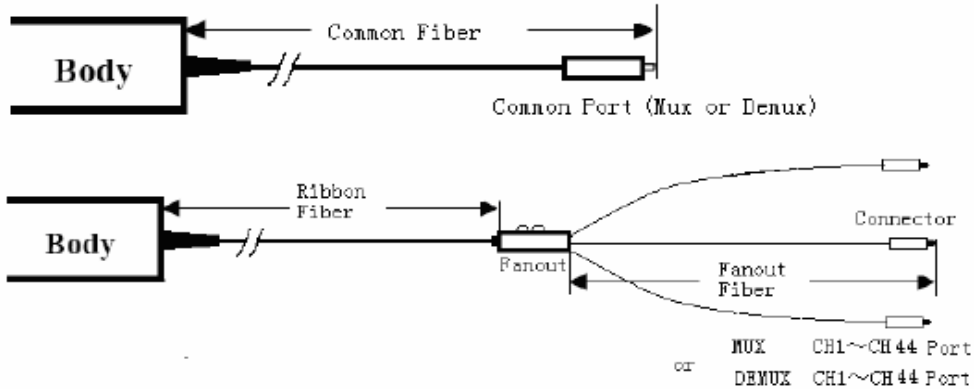 Common Fiber
Body
Common Port (Mux or Demux)
Ribbon
Fiber
Connector
Body
Fanout
Fanout
Fiber
MUX CH1~CH44 Port
or
DEMUX CH1~CH44 Port